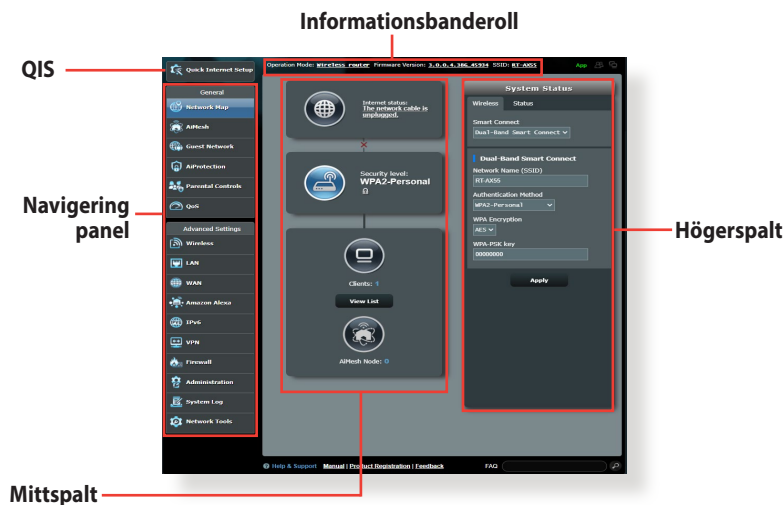 Informationsbanderoll
QIS
Quick Internet Setup
Operation Mode: Wireless router Firmware Version: 3.0.0.4.386_45934 SSID: RT-AX55
App
General
Network Map
AiMesh
Guest Network
AiProtection
Parental Controls
QoS
Navigering
panel
Advanced Settings
Wireless
LAN
WAN
Amazon Alexa
IPv6
VPN
Firewall
Administration
System Log
Network Tools
Internet status:
The network cable is
unplugged.
Security level:
WPA2-Personal
Clients: 4
View List
AiMesh Node: 0
System Status
Wireless Status
Smart Connect
Dual-Band Smart Connect
Dual-Band Smart Connect
Network Name (SSID)
RT-AX55
Authentication Method
WPA2-Personal
WPA Encryption
AES
WPA-PSK key
00000000
Apply
Högerspalt
Help & Support Manual | Product Registration | Feedback FAQ
Mittspalt